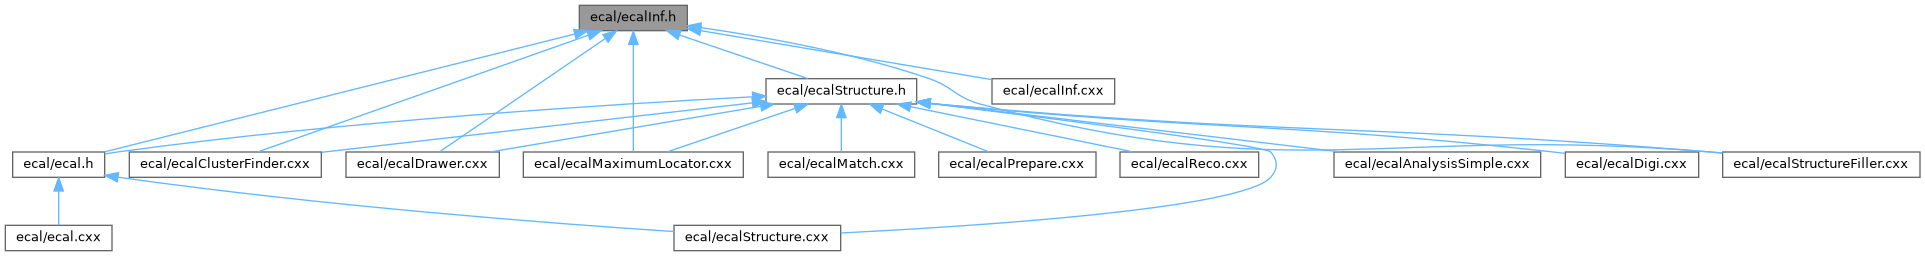 ecal/ecalInf.h
ecal/ecalStructure.h
ecal/ecalInf.cxx
ecal/ecal.h
ecal/ecalClusterFinder.cxx
ecal/ecalDrawer.cxx
ecal/ecalMaximumLocator.cxx
ecal/ecalMatch.cxx
ecal/ecalPrepare.cxx
ecal/ecalReco.cxx
ecal/ecalAnalysisSimple.cxx
ecal/ecalDigi.cxx
ecal/ecalStructureFiller.cxx
ecal/ecal.cxx
ecal/ecalStructure.cxx